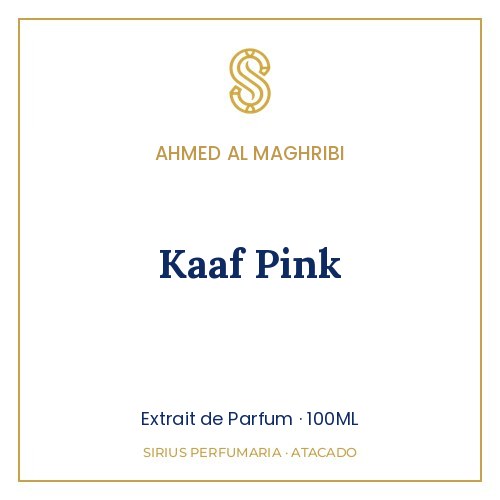 AHMED AL MAGHRIBI
Kaaf Pink
Extrait de Parfum · 100ML
SIRIUS PERFUMARIA · ATACADO